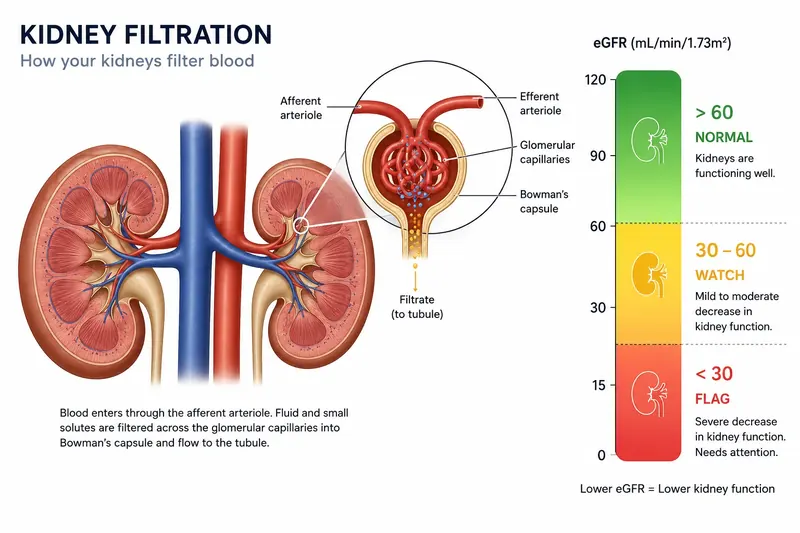 KIDNEY FILTRATION
How your kidneys filter blood
Afferent
arteriole
Efferent
arteriole
Glomerular
capillaries
Bowman's
capsule
Filtrate
(to tubule)
Blood enters through the afferent arteriole. Fluid and small
solutes are filtered across the glomerular capillaries into
Bowman's capsule and flow to the tubule.
eGFR (mL/min/1.73m²)
120
90
60
30
15
0
> 60
NORMAL
Kidneys are
functioning well.
30 – 60
WATCH
Mild to moderate
decrease in
kidney function.
< 30
FLAG
Severe decrease
in kidney function.
Needs attention.
Lower eGFR = Lower kidney function